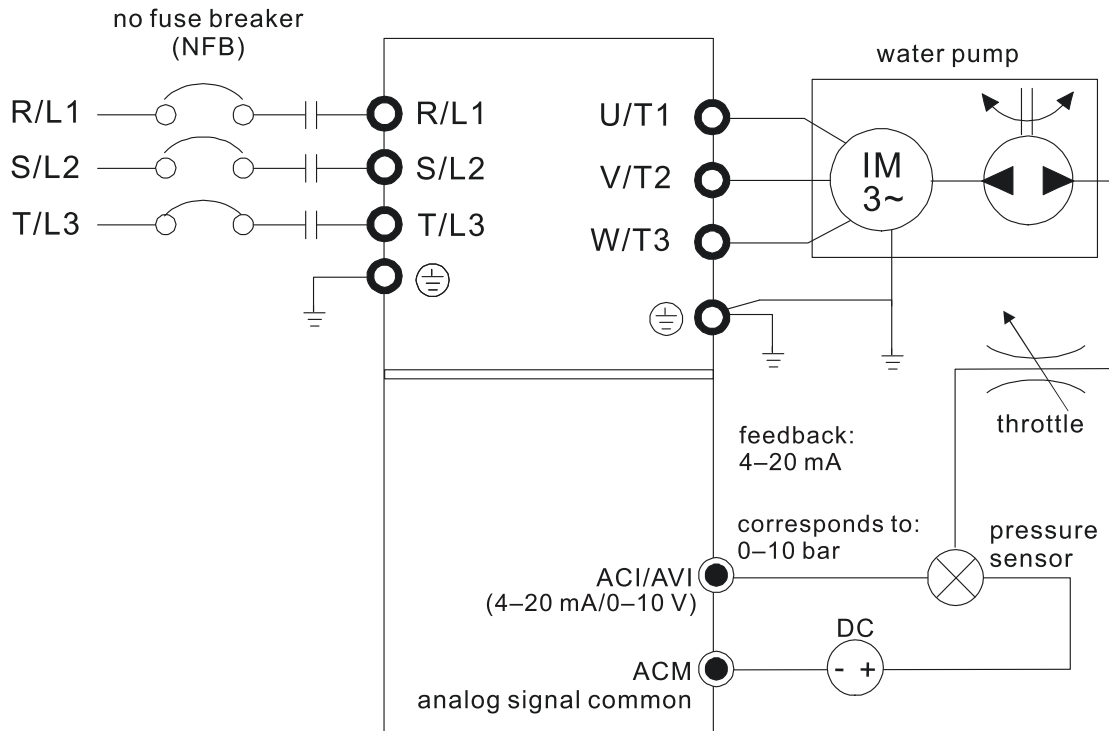 no fuse breaker
(NFB)
water pump
R/L1
R/L1
U/T1
S/L2
S/L2
V/T2
IM
3~
T/L3
T/L3
W/T3
throttle
feedback:
4–20 mA
corresponds to:
0–10 bar
pressure
sensor
ACI/AVI
(4–20 mA/0–10 V)
DC
- +
ACM
analog signal common